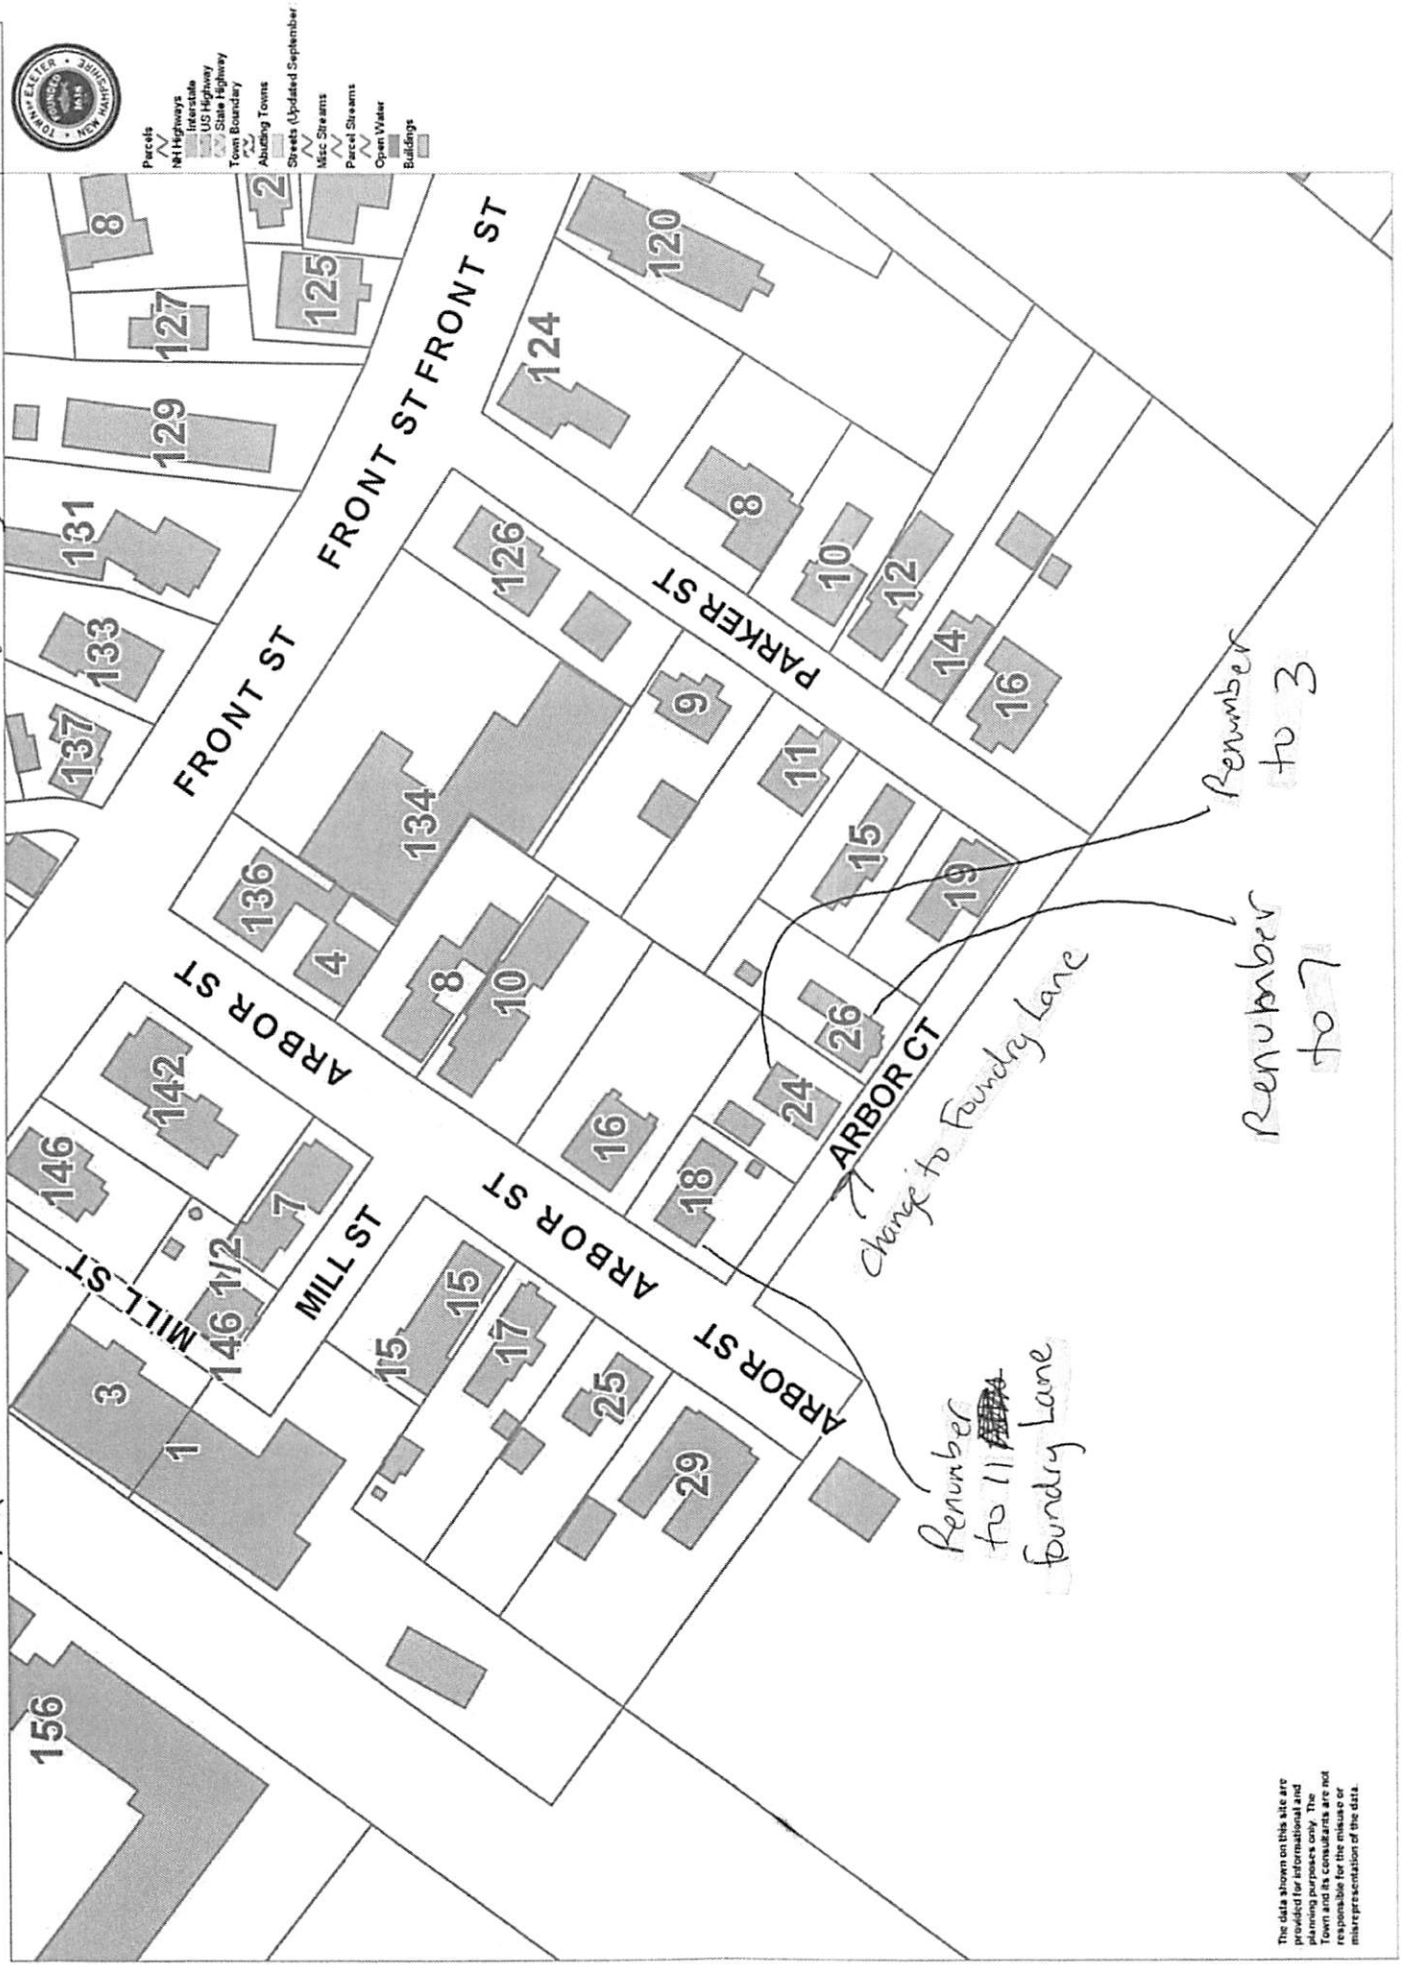 TOWN OF EXETER • NEW HAMPSHIRE
FOUNDED
1638
Parcels
NH Highways
Interstate
US Highway
State Highway
Town Boundary
Abutting Towns
Streets (Updated September
Misc Streams
Parcel Streams
Open Water
Buildings
156
3
1
MILL ST
146
146 1/2
142
7
MILL ST
137
133
131
129
127
8
125
2
FRONT ST
FRONT ST
FRONT ST
120
124
126
134
136
4
ARBOR ST
8
10
16
18
ARBOR ST
ARBOR ST
ARBOR ST
15
15
17
25
29
PARKER ST
8
10
12
14
16
9
11
15
19
24
26
ARBOR CT
Change to Foundry Lane
Renumber
to 11
Foundry Lane
Renumber
to 7
Renumber
to 3
The data shown on this site are
provided for informational and
planning purposes only. The
Town and its consultants are not
responsible for the misuse or
misrepresentation of the data.